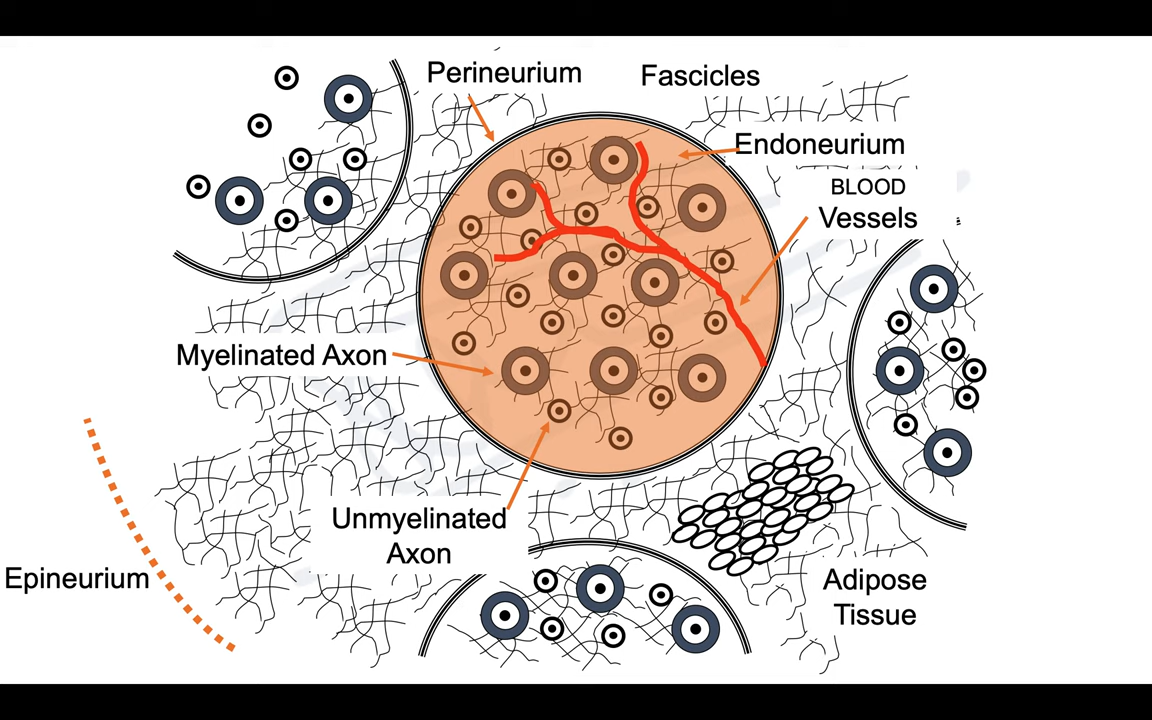 Perineurium
Fascicles
Endoneurium
BLOOD
Vessels
Myelinated Axon
Unmyelinated
Axon
Epineurium
Adipose
Tissue